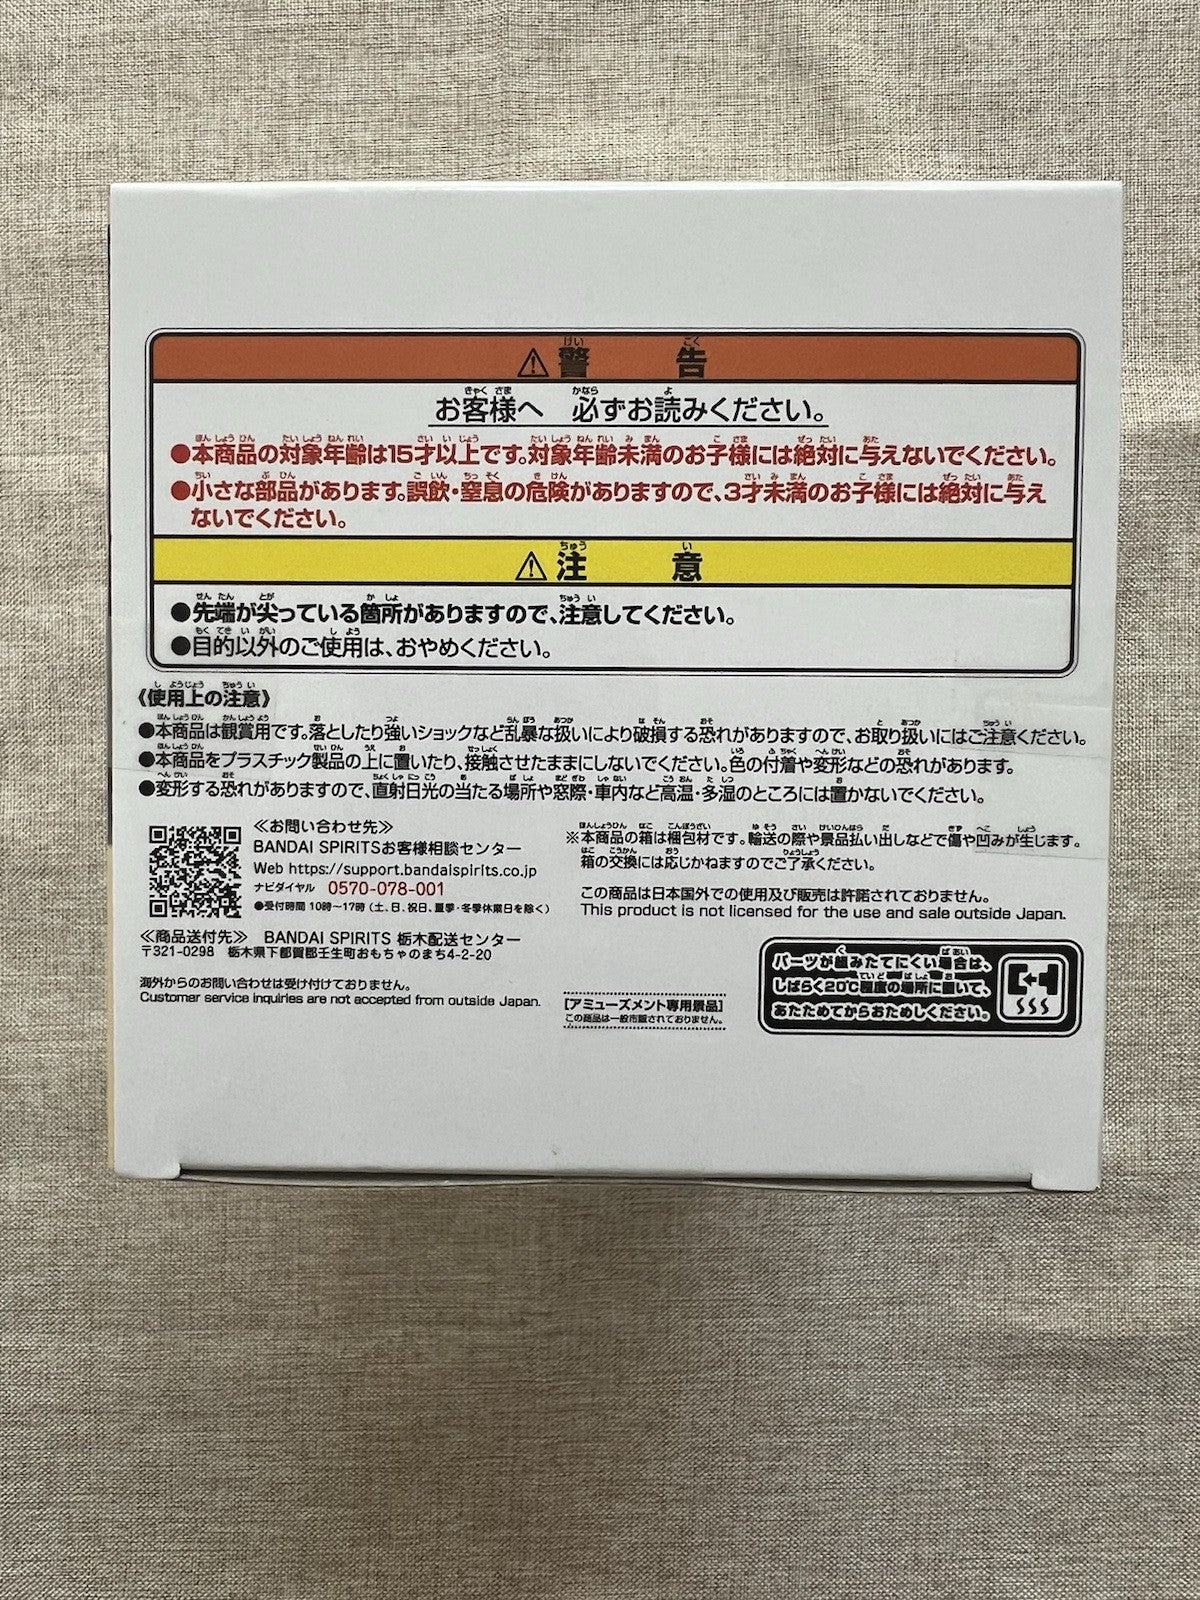 ⚠警告
お客様へ 必ずお読みください。
●本商品の対象年齢は15才以上です。対象年齢未満のお子様には絶対に与えないでください。
●小さな部品があります。誤飲・窒息の危険がありますので、3才未満のお子様には絶対に与え
ないでください。
⚠注意
●先端が尖っている箇所がありますので、注意してください。
●目的以外のご使用は、おやめください。
《使用上の注意》
●本商品は観賞用です。落としたり強いショックなど乱暴な扱いにより破損する恐れがありますので、お取り扱いにはご注意ください。
●本商品をプラスチック製品の上に置いたり、接触させたままにしないでください。色の付着や変形などの恐れがあります。
●変形する恐れがありますので、直射日光の当たる場所や窓際・車内など高温・多湿のところには置かないでください。
≪お問い合わせ先≫
BANDAI SPIRITSお客様相談センター
Web https://support.bandaispirits.co.jp
ナビダイヤル 0570-078-001
●受付時間 10時〜17時（土、日、祝日、夏季・冬季休業日を除く）
≪商品送付先≫ BANDAI SPIRITS 栃木配送センター
〒321-0298 栃木県下都賀郡壬生町おもちゃのまち4-2-20
海外からのお問い合わせは受け付けておりません。
Customer service inquiries are not accepted from outside Japan.
※本商品の箱は梱包材です。輸送の際や景品払い出しなどで傷や凹みが生じます。
箱の交換には応じかねますのでご了承ください。
この商品は日本国外での使用及び販売は許諾されておりません。
This product is not licensed for the use and sale outside Japan.
[アミューズメント専用景品]
この商品は一般市販されておりません。
パーツが組みたてにくい場合は、
しばらく20℃程度の場所に置いて、
あたためてからおためしください。